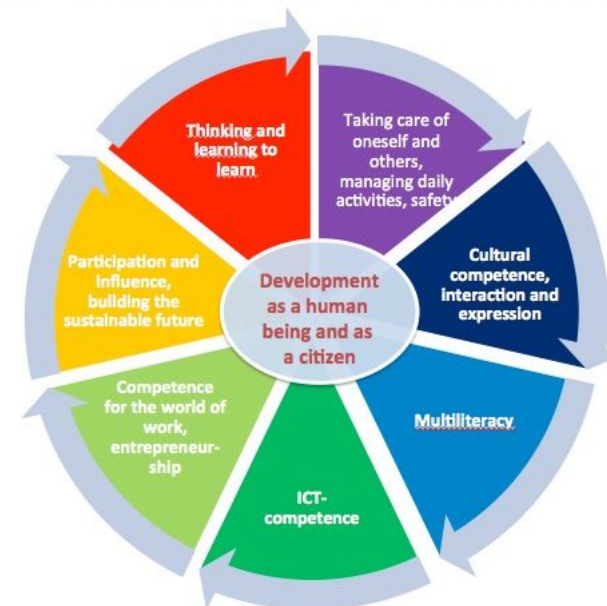 Thinking and
learning to
learn
Taking care of
oneself and
others,
managing daily
activities, safety
Cultural
competence,
interaction and
expression
Multiliteracy
ICT-
competence
Competence
for the world of
work,
entrepreneur-
ship
Participation and
influence,
building the
sustainable future
Development
as a human
being and as
a citizen